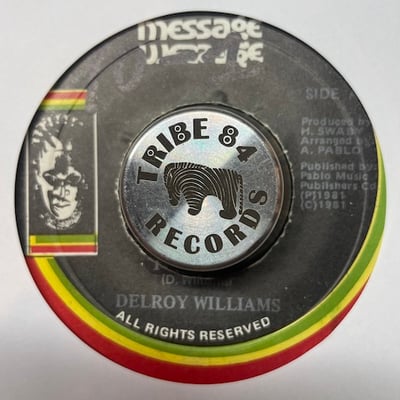 message
message
SIDE
Produced by
H. SWABY
Arranged by
A. PABLO
Published by
Pablo Music
Publishers Co
(P)1981
(C)1981
TRIBE 84
RECORDS
DELROY WILLIAMS
ALL RIGHTS RESERVED